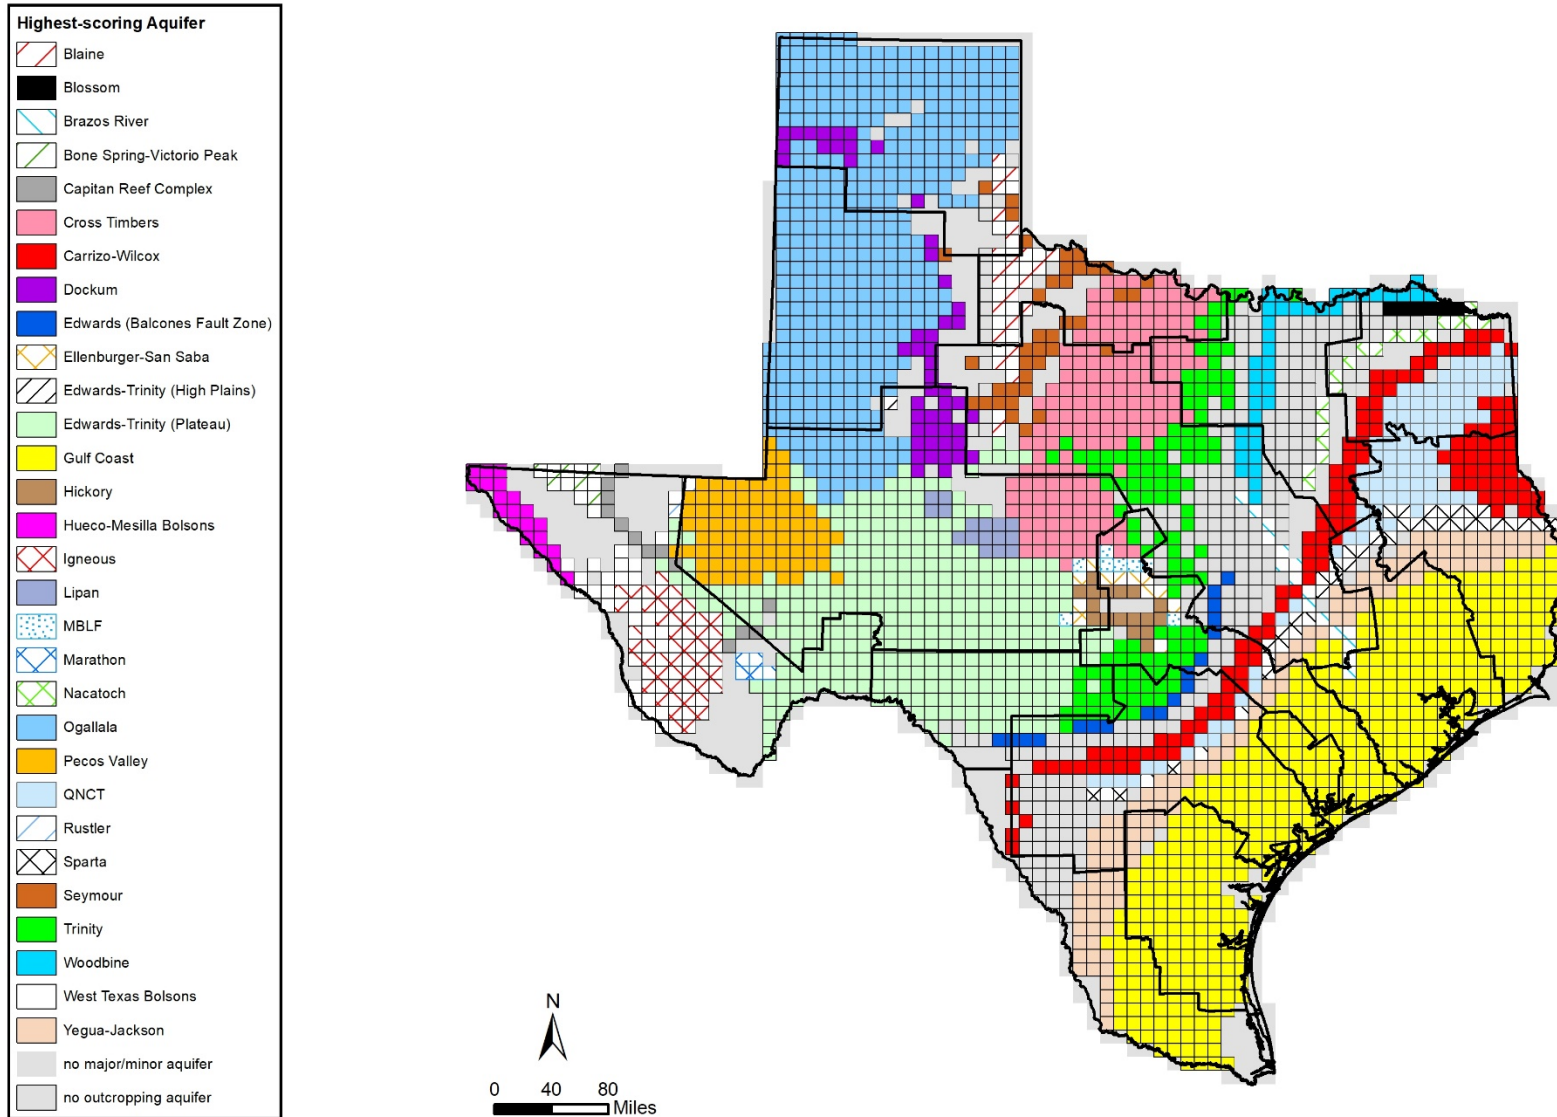 Highest-scoring Aquifer
Blaine
Blossom
Brazos River
Bone Spring-Victorio Peak
Capitan Reef Complex
Cross Timbers
Carrizo-Wilcox
Dockum
Edwards (Balcones Fault Zone)
Ellenburger-San Saba
Edwards-Trinity (High Plains)
Edwards-Trinity (Plateau)
Gulf Coast
Hickory
Hueco-Mesilla Bolsons
Igneous
Lipan
MBLF
Marathon
Nacatoch
Ogallala
Pecos Valley
QNCT
Rustler
Sparta
Seymour
Trinity
Woodbine
West Texas Bolsons
Yegua-Jackson
no major/minor aquifer
no outcropping aquifer
N
0 40 80
Miles